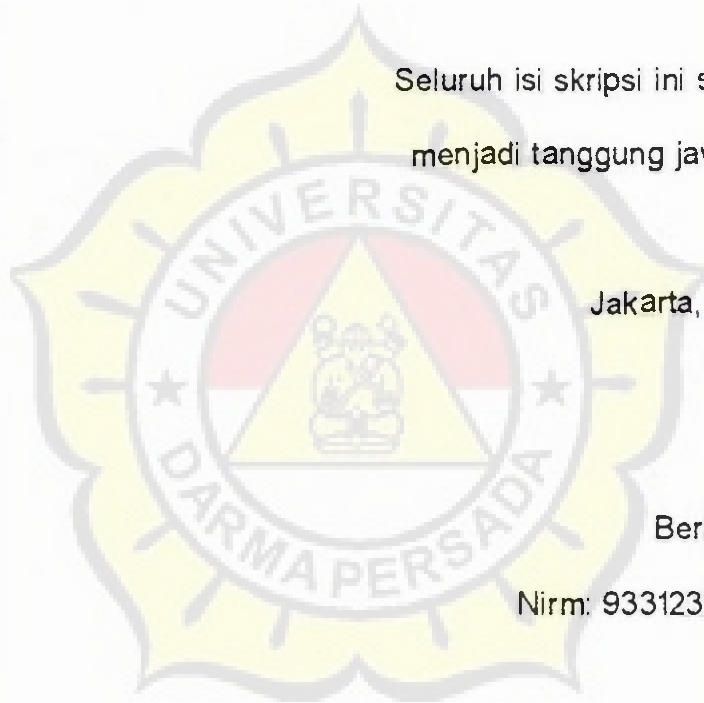 Seluruh isi skripsi ini s
menjadi tanggung jaw
UNIVERSITAS
Jakarta,
DARMA PERSADA
Ber
Nirm: 933123